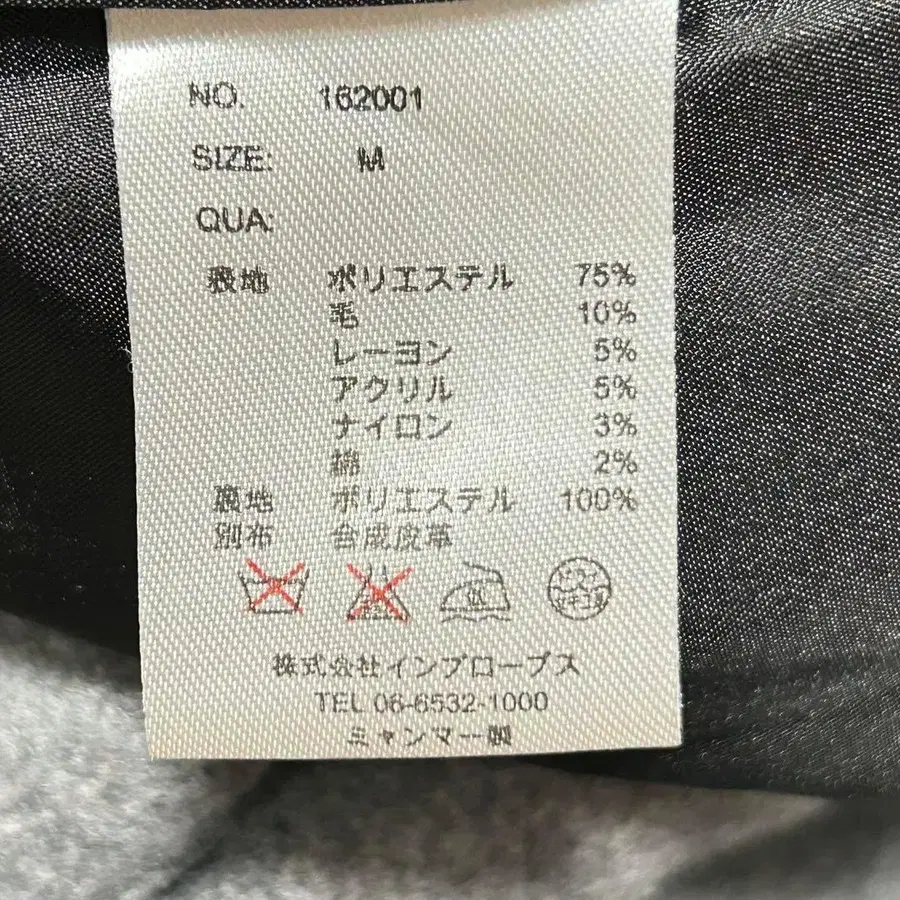 NO. 162001
SIZE: M
QUA:
表地 ポリエステル 75%
毛 10%
レーヨン 5%
アクリル 5%
ナイロン 3%
綿 2%
裏地 ポリエステル 100%
別布 合成皮革
株式会社インプローブス
TEL 06-6532-1000
ミャンマー製